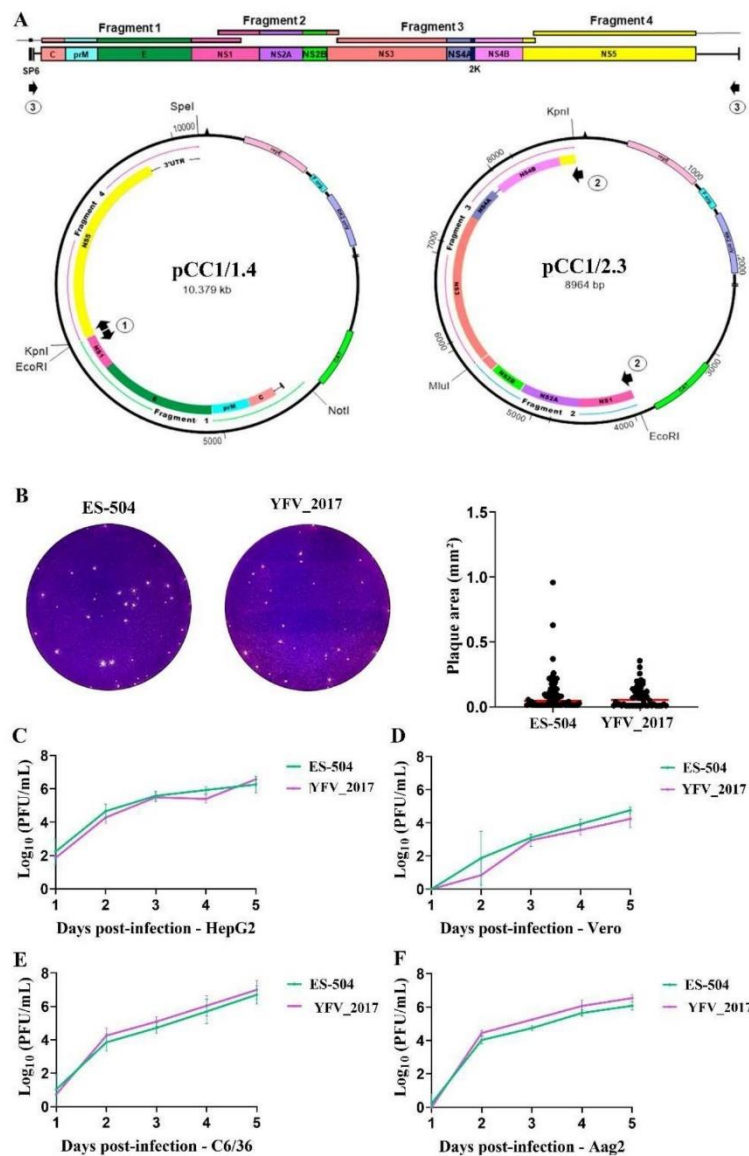 A
Fragment 1
Fragment 2
Fragment 3
Fragment 4
C prM E NS1 NS2A NS2B NS3 NS4A NS4B NS5
SP6
2K
3
3
SpeI
10000
3'UTR
Fragment 4
NS5
pCC1/1.4
10.379 kb
1
KpnI
EcoRI
NS1
E
prM
C
Fragment 1
NotI
5000
KpnI
8000
1000
NS4B
2
NS4A
Fragment 3
7000
2000
NS3
pCC1/2.3
8964 bp
6000
2
MluI
NS2B
NS2A
NS1
3000
Fragment 2
5000
4000
EcoRI
B
ES-504
YFV_2017
Plaque area (mm²)
1.5
1.0
0.5
0.0
ES-504
YFV_2017
C
Log₁₀ (PFU/mL)
8
6
4
2
0
1 2 3 4 5
Days post-infection - HepG2
ES-504
YFV_2017
D
Log₁₀ (PFU/mL)
8
6
4
2
0
1 2 3 4 5
Days post-infection - Vero
ES-504
YFV_2017
E
Log₁₀ (PFU/mL)
8
6
4
2
0
1 2 3 4 5
Days post-infection - C6/36
ES-504
YFV_2017
F
Log₁₀ (PFU/mL)
8
6
4
2
0
1 2 3 4 5
Days post-infection - Aag2
ES-504
YFV_2017